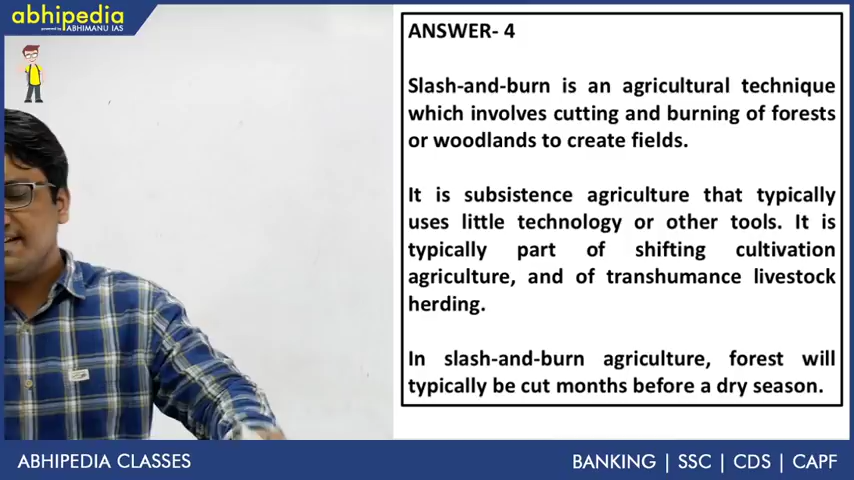 abhipedia
powered by ABHIMANU IAS
ANSWER- 4
Slash-and-burn is an agricultural technique
which involves cutting and burning of forests
or woodlands to create fields.
It is subsistence agriculture that typically
uses little technology or other tools. It is
typically part of shifting cultivation
agriculture, and of transhumance livestock
herding.
In slash-and-burn agriculture, forest will
typically be cut months before a dry season.
ABHIPEDIA CLASSES
BANKING | SSC | CDS | CAPF